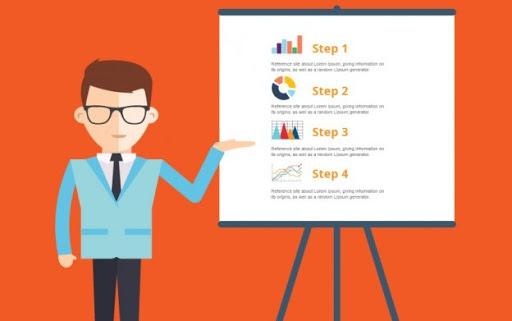 Step 1
Reference site about Lorem Ipsum, giving information on
its origins, as well as a random Lipsum generator.
Step 2
Reference site about Lorem Ipsum, giving information on
its origins, as well as a random Lipsum generator.
Step 3
Reference site about Lorem Ipsum, giving information on
its origins, as well as a random Lipsum generator.
Step 4
Reference site about Lorem Ipsum, giving information on
its origins, as well as a random Lipsum generator.